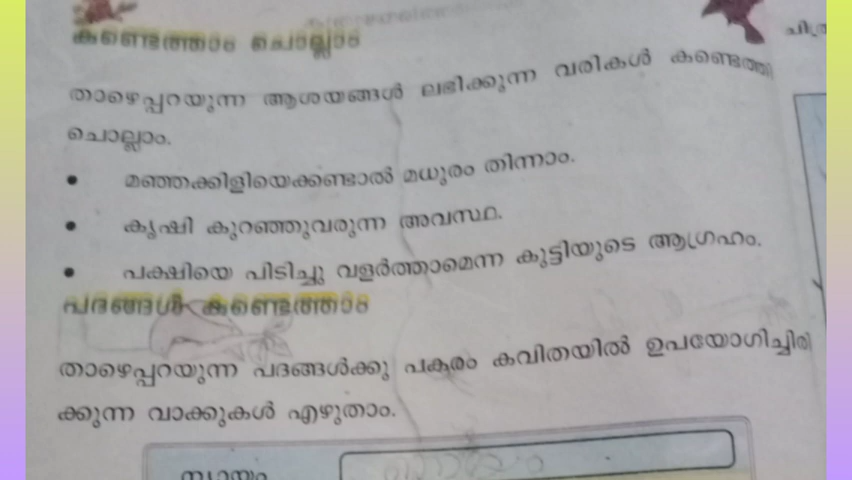 കണ്ടെത്താം ചൊല്ലാം
താഴെപ്പറയുന്ന ആശയങ്ങൾ ലഭിക്കുന്ന വരികൾ കണ്ടെത്തി
ചൊല്ലാം.
• മഞ്ഞക്കിളിയെക്കണ്ടാൽ മധുരം തിന്നാം.
• കൃഷി കുറഞ്ഞുവരുന്ന അവസ്ഥ.
• പക്ഷിയെ പിടിച്ചു വളർത്താമെന്ന കുട്ടിയുടെ ആഗ്രഹം.
പദങ്ങൾ കണ്ടെത്താം
താഴെപ്പറയുന്ന പദങ്ങൾക്കു പകരം കവിതയിൽ ഉപയോഗിച്ചിരി
ക്കുന്ന വാക്കുകൾ എഴുതാം.